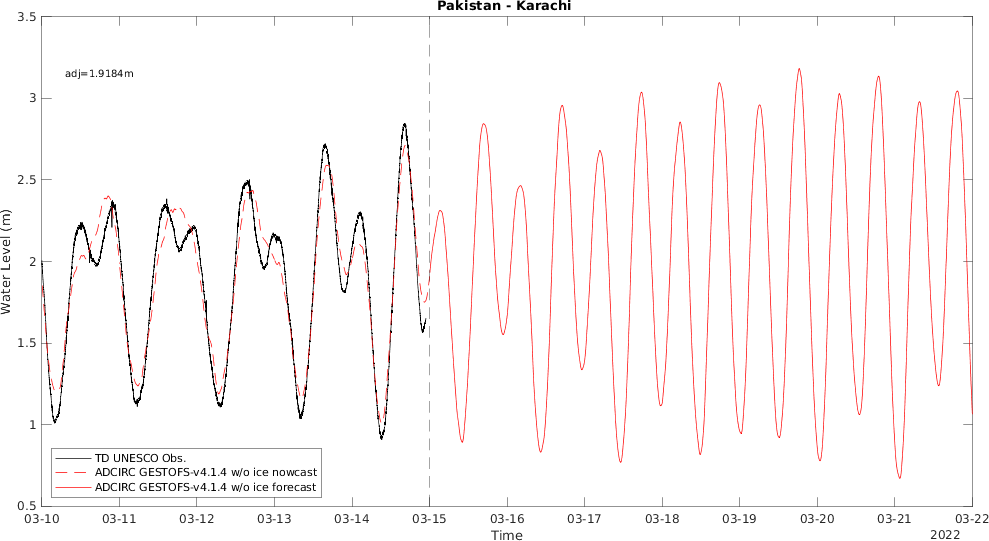 Pakistan - Karachi
3.5
adj=1.9184m
3
2.5
2
1.5
1
0.5
Water Level (m)
TD UNESCO Obs.
ADCIRC GESTOFS-v4.1.4 w/o ice nowcast
ADCIRC GESTOFS-v4.1.4 w/o ice forecast
03-10 03-11 03-12 03-13 03-14 03-15 03-16 03-17 03-18 03-19 03-20 03-21 03-22
Time
2022